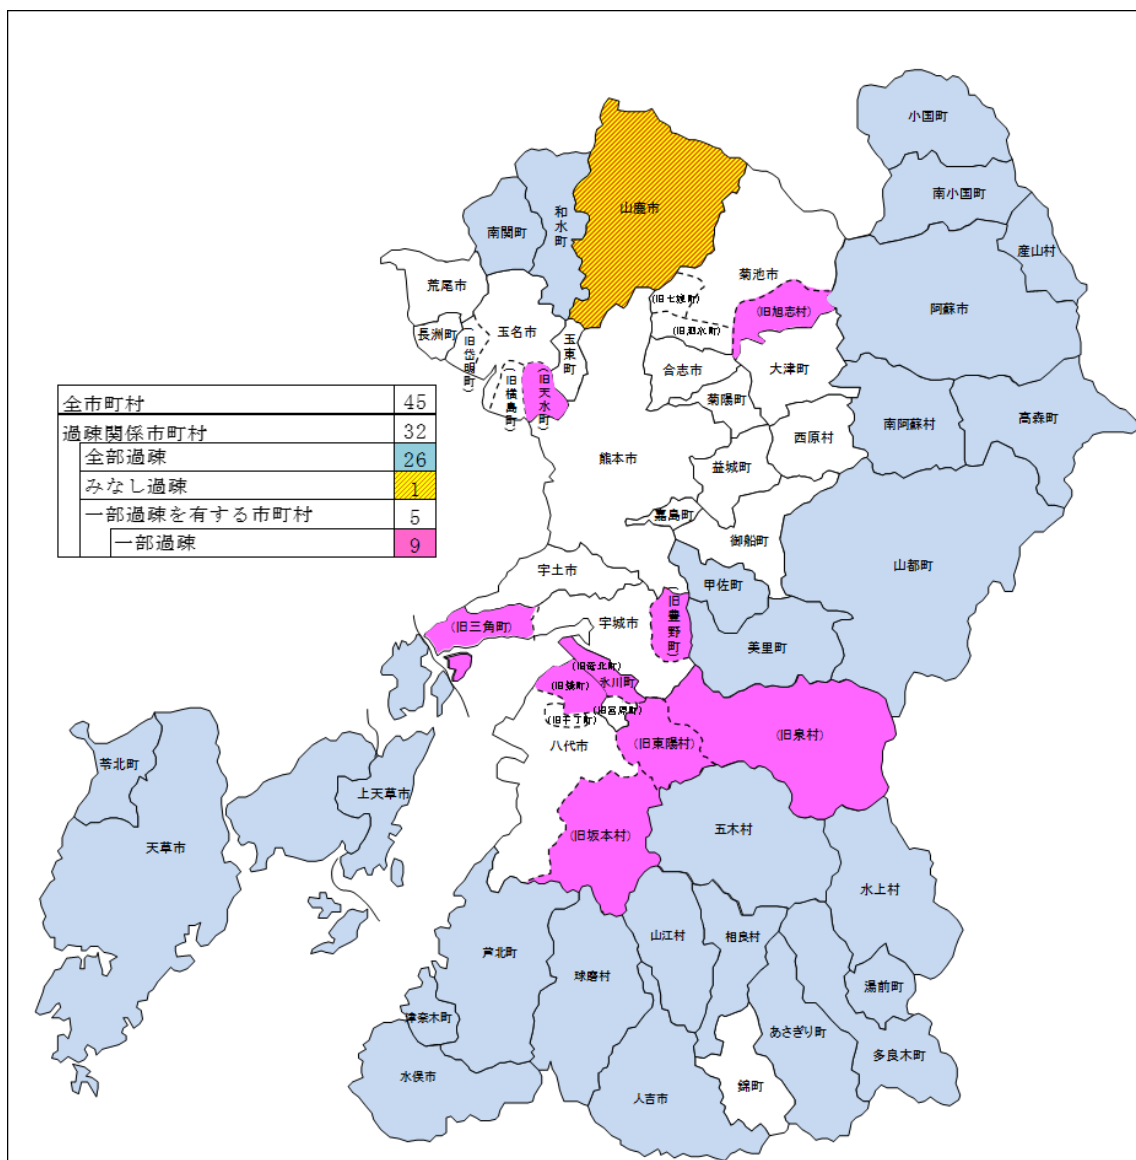 小国町
南小国町
産山村
山鹿市
和水町
南関町
菊池市
阿蘇市
荒尾市
(旧七城町)
(旧旭志村)
長洲町
玉名市
(旧泗水町)
(旧岱明町)
玉東町
合志市
大津町
(旧横島町)
(旧天水町)
菊陽町
南阿蘇村
高森町
西原村
熊本市
益城町
嘉島町
御船町
山都町
全市町村 45
過疎関係市町村 32
全部過疎 26
みなし過疎 1
一部過疎を有する市町村 5
一部過疎 9
宇土市
甲佐町
(旧三角町)
宇城市
(旧豊野町)
美里町
(旧竜北町)
(旧鏡町)
氷川町
(旧宮原町)
(旧千丁町)
(旧東陽村)
(旧泉村)
八代市
苓北町
上天草市
天草市
(旧坂本村)
五木村
水上村
芦北町
球磨村
山江村
相良村
湯前町
津奈木町
あさぎり町
多良木町
水俣市
人吉市
錦町